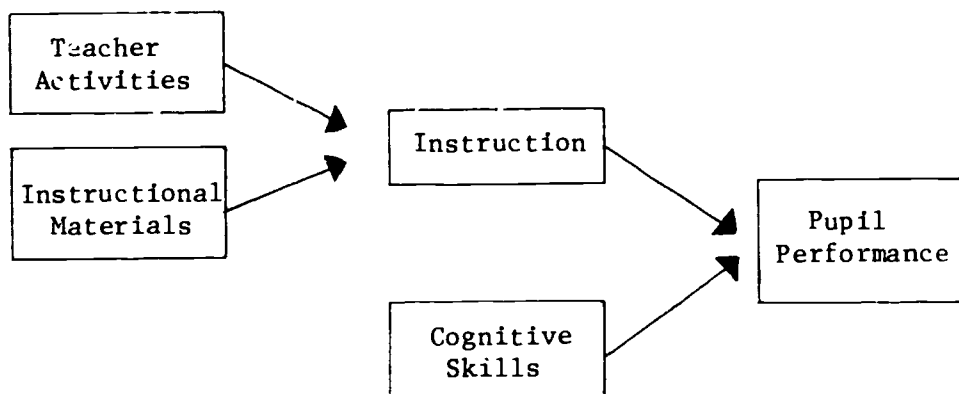 Teacher
Activities
Instructional
Materials
Instruction
Cognitive
Skills
Pupil
Performance